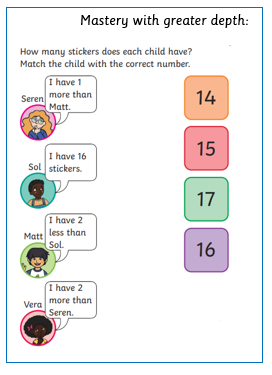 Mastery with greater depth:
How many stickers does each child have?
Match the child with the correct number.
Seren
I have 1
more than
Matt.
14
Sol
I have 16
stickers.
15
Matt
I have 2
less than
Sol.
17
16
Vera
I have 2
more than
Seren.